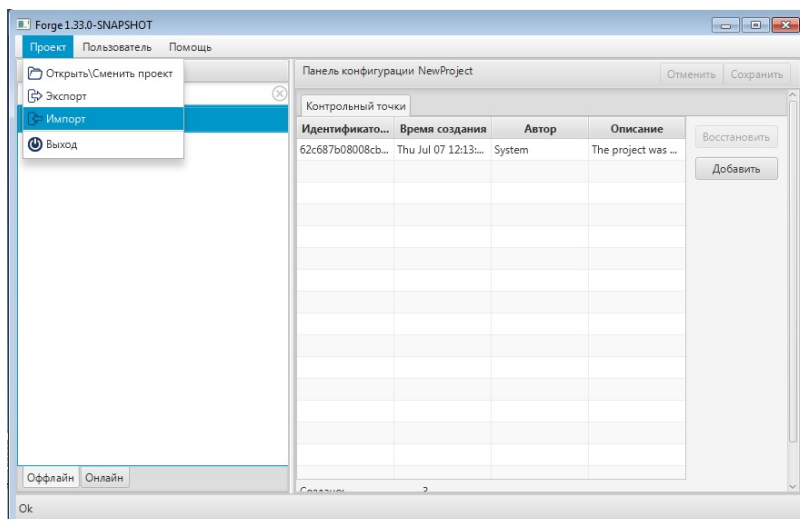 Forge 1.33.0-SNAPSHOT
Проект Пользователь Помощь
Открыть\Сменить проект
Экспорт
Импорт
Выход
Панель конфигурации NewProject Отменить Сохранить
Контрольный точки
Идентификато... Время создания Автор Описание
62c687b08008cb... Thu Jul 07 12:13:... System The project was ...
Восстановить
Добавить
Оффлайн Онлайн
Ok